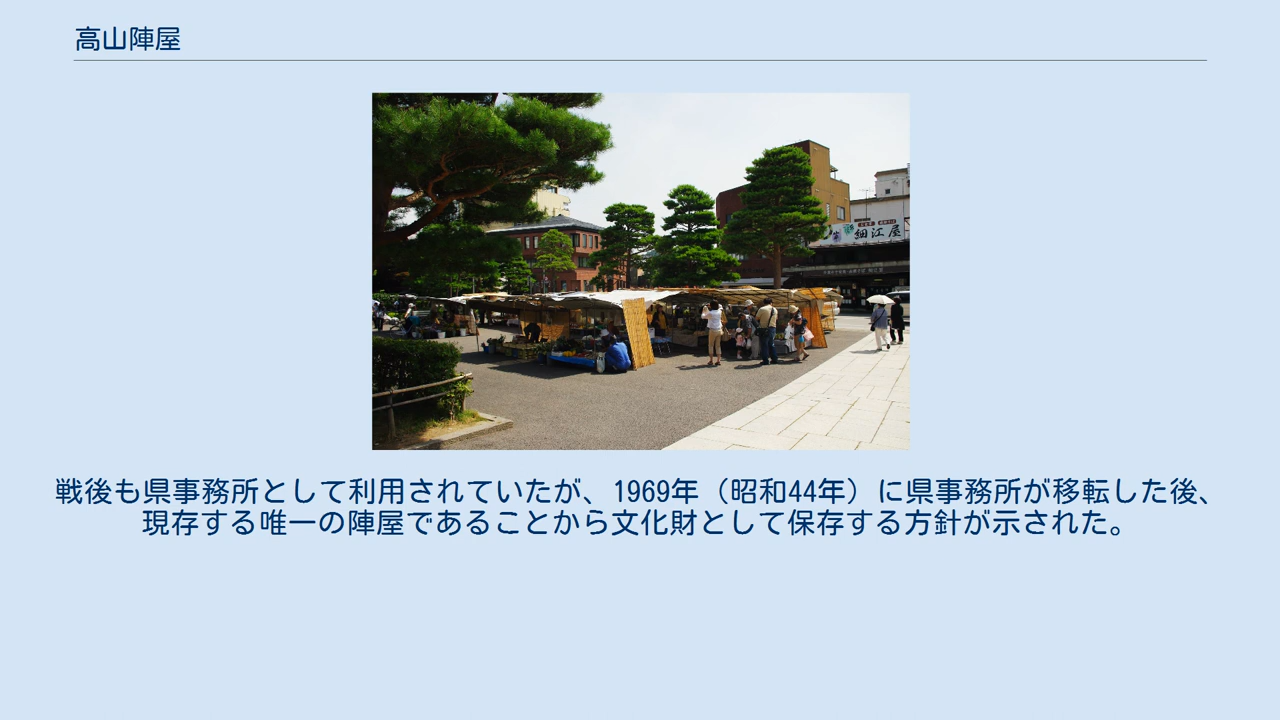 高山陣屋
細江屋
戦後も県事務所として利用されていたが、1969年（昭和44年）に県事務所が移転した後、
現存する唯一の陣屋であることから文化財として保存する方針が示された。